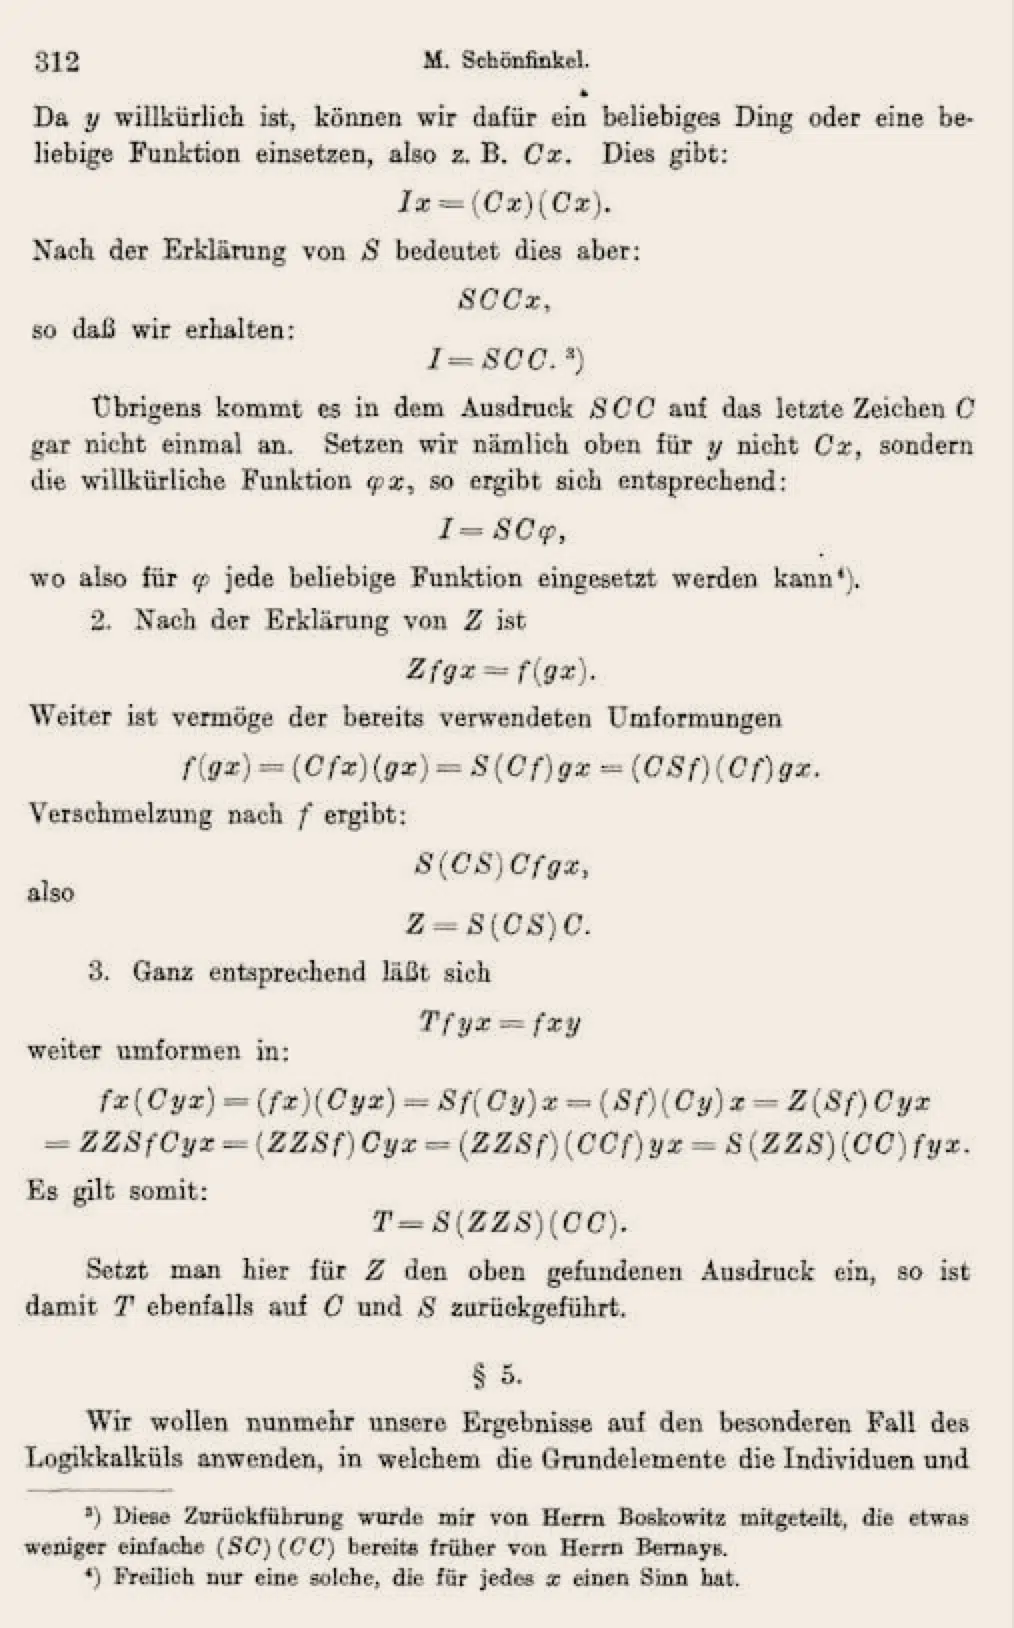 312 M. Schönfinkel.
Da y willkürlich ist, können wir dafür ein beliebiges Ding oder eine be-
liebige Funktion einsetzen, also z. B. Cx. Dies gibt:
Ix = (Cx)(Cx).
Nach der Erklärung von S bedeutet dies aber:
SCCx,
so daß wir erhalten:
I = SCC. ³)
Übrigens kommt es in dem Ausdruck SCC auf das letzte Zeichen C
gar nicht einmal an. Setzen wir nämlich oben für y nicht Cx, sondern
die willkürliche Funktion φx, so ergibt sich entsprechend:
I = SCφ,
wo also für φ jede beliebige Funktion eingesetzt werden kann⁴).
2. Nach der Erklärung von Z ist
Zfgx = f(gx).
Weiter ist vermöge der bereits verwendeten Umformungen
f(gx) = (Cfx)(gx) = S(Cf)gx = (CSf)(Cf)gx.
Verschmelzung nach f ergibt:
S(CS)Cfgx,
also
Z = S(CS)C.
3. Ganz entsprechend läßt sich
Tfyx = fxy
weiter umformen in:
fx(Cyx) = (fx)(Cyx) = Sf(Cy)x = (Sf)(Cy)x = Z(Sf)Cyx
= ZZSfCyx = (ZZSf)Cyx = (ZZSf)(CCf)yx = S(ZZS)(CC)fyx.
Es gilt somit:
T = S(ZZS)(CC).
Setzt man hier für Z den oben gefundenen Ausdruck ein, so ist
damit T ebenfalls auf C und S zurückgeführt.
§ 5.
Wir wollen nunmehr unsere Ergebnisse auf den besonderen Fall des
Logikkalküls anwenden, in welchem die Grundelemente die Individuen und
³) Diese Zurückführung wurde mir von Herrn Boskowitz mitgeteilt, die etwas
weniger einfache (SC)(CC) bereits früher von Herrn Bernays.
⁴) Freilich nur eine solche, die für jedes x einen Sinn hat.